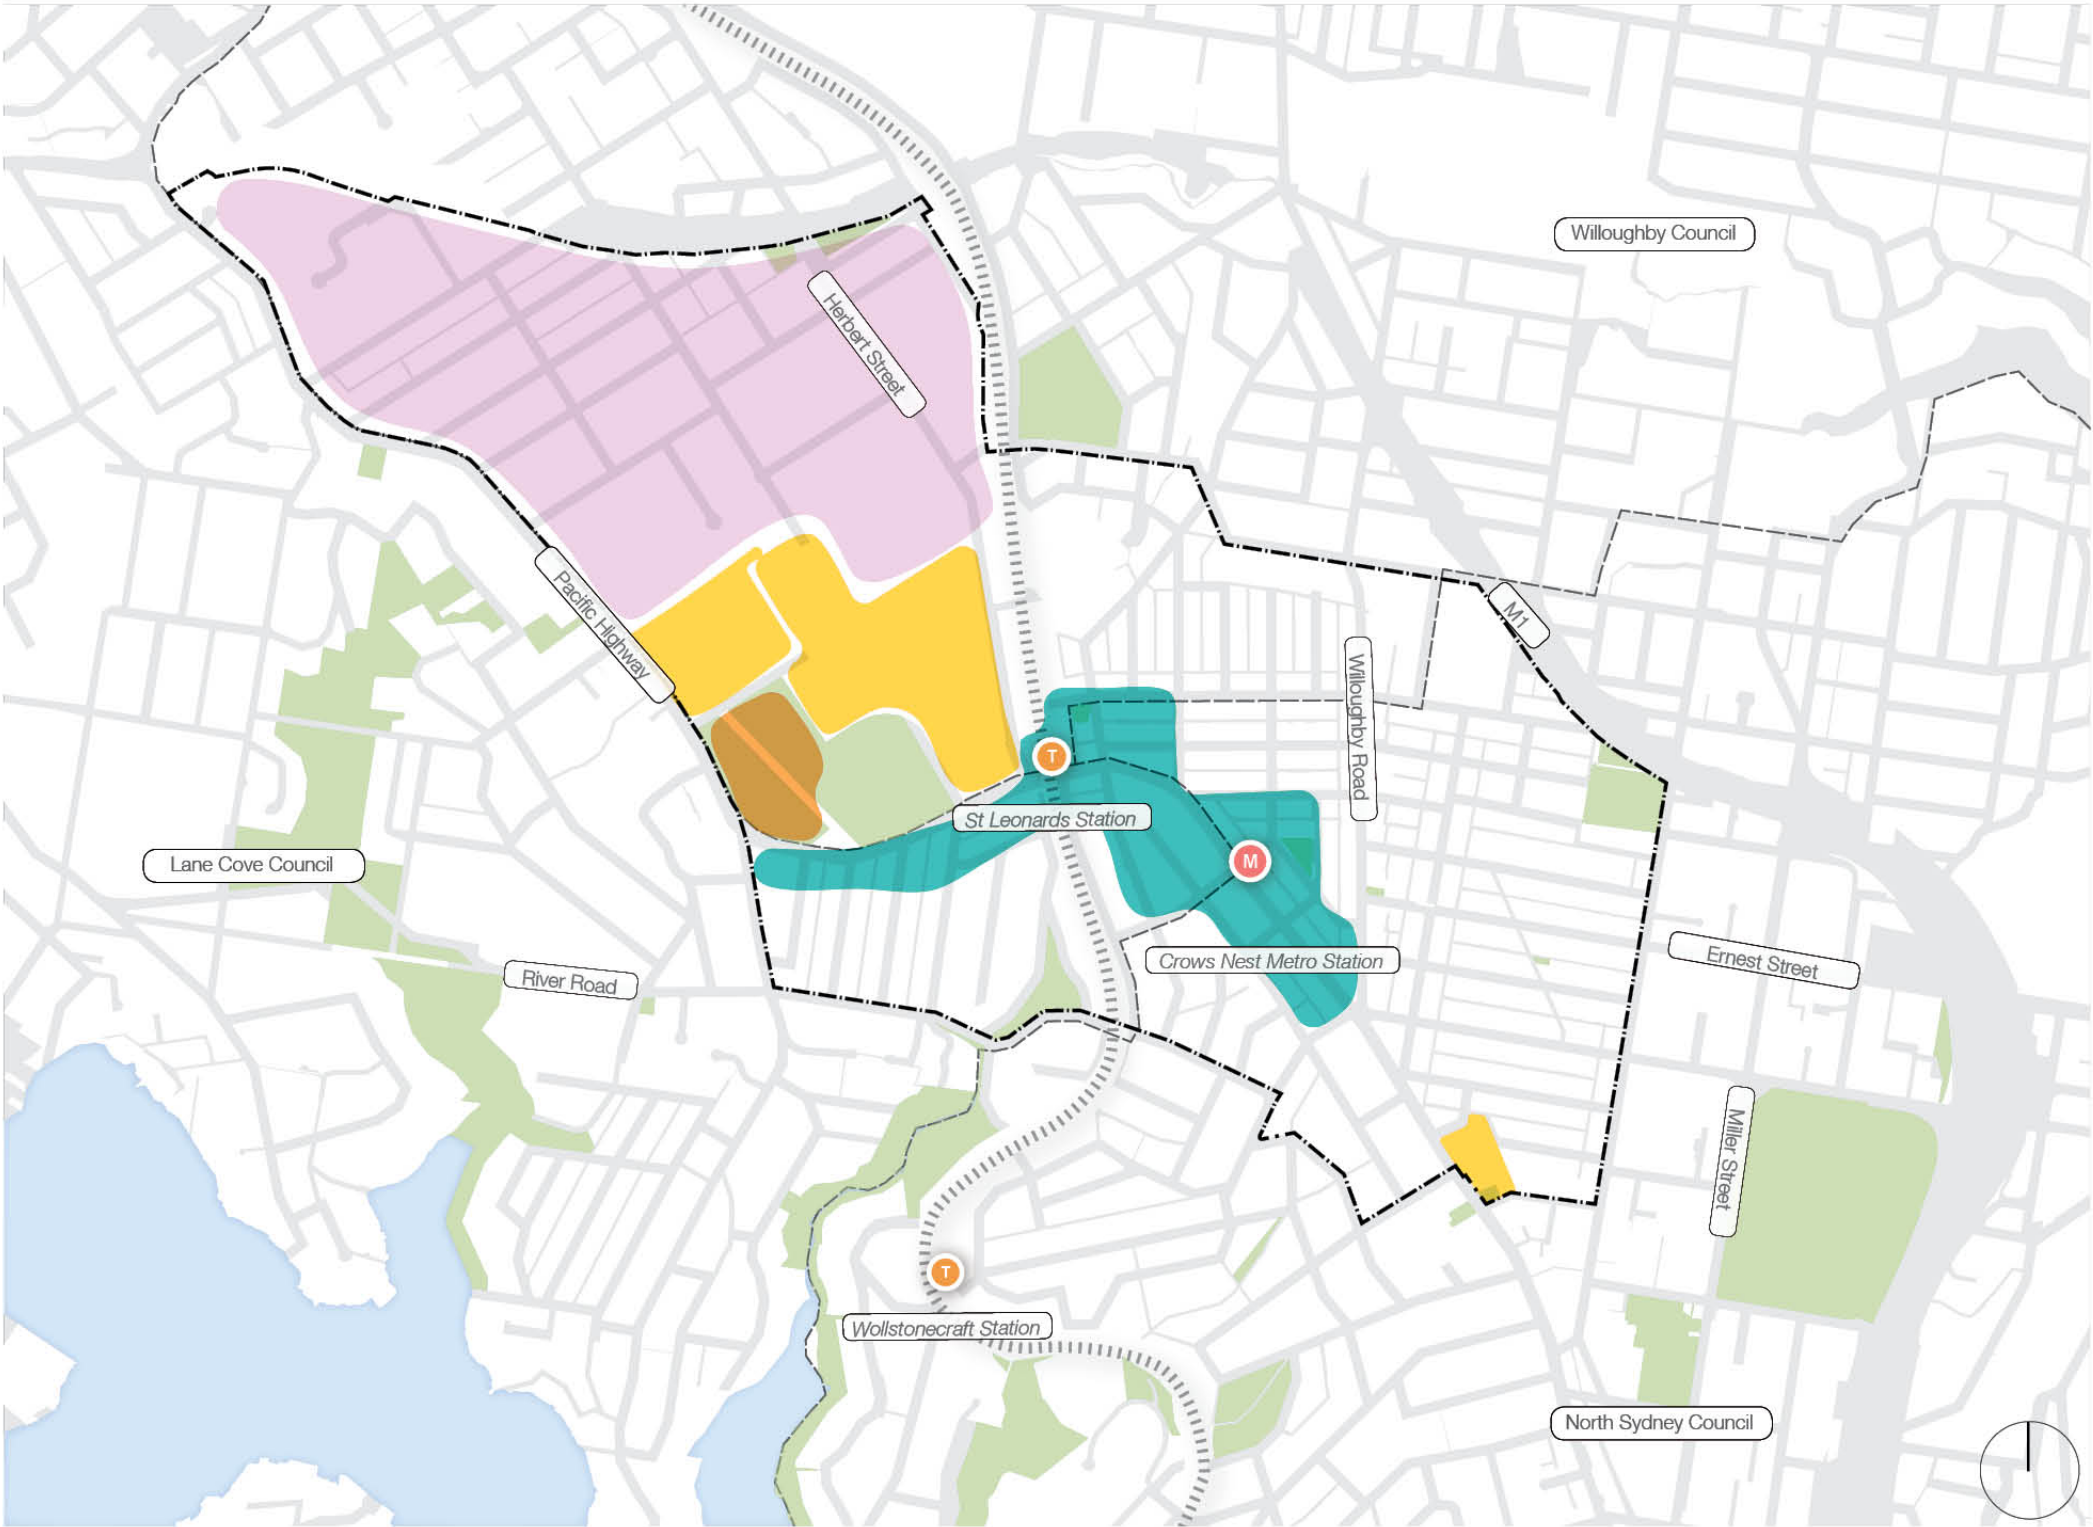 Willoughby Council
Herbert Street
Pacific Highway
M1
Willoughby Road
T
St Leonards Station
M
Lane Cove Council
Crows Nest Metro Station
Ernest Street
River Road
Miller Street
T
Wollstonecraft Station
North Sydney Council